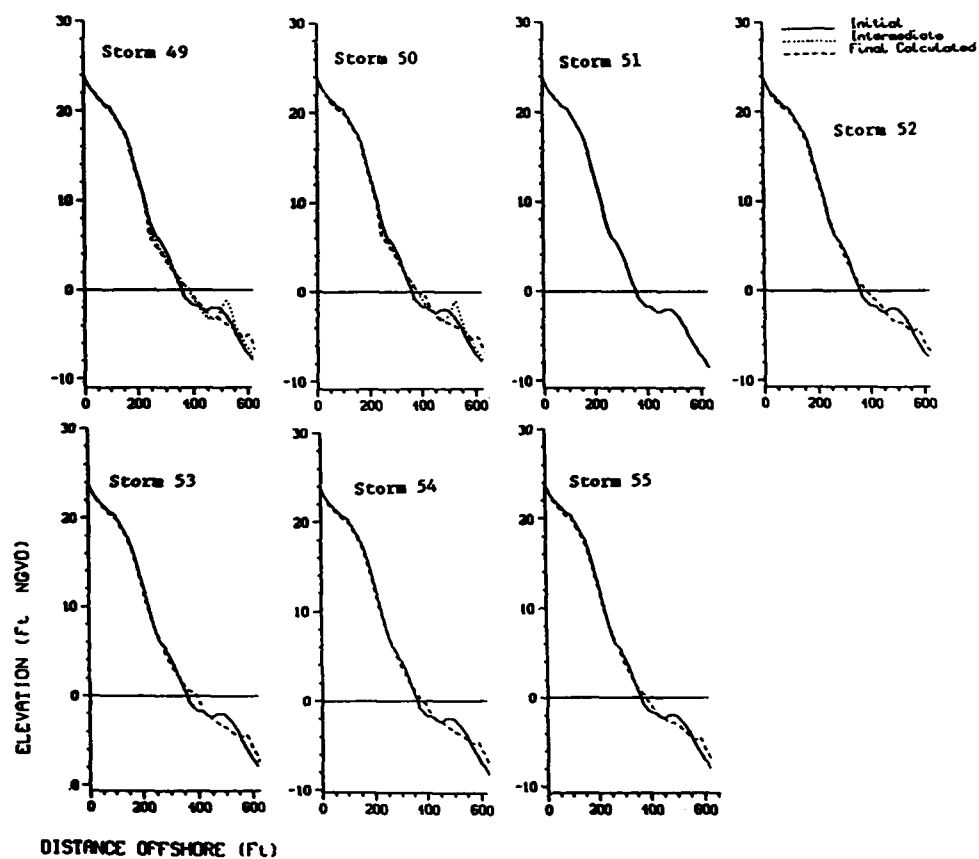 30
20
10
0
-10
0 200 400 600
Storm 49
30
20
10
0
-10
0 200 400 600
Storm 50
30
20
10
0
-10
0 200 400 600
Storm 51
30
20
10
0
-10
0 200 400 600
Storm 52
Initial
Intermediate
Final Calculated
30
20
10
0
0 200 400 600
Storm 53
30
20
10
0
-10
0 200 400 600
Storm 54
30
20
10
0
-10
0 200 400 600
Storm 55
ELEVATION (Ft NGVD)
DISTANCE OFFSHORE (Ft)